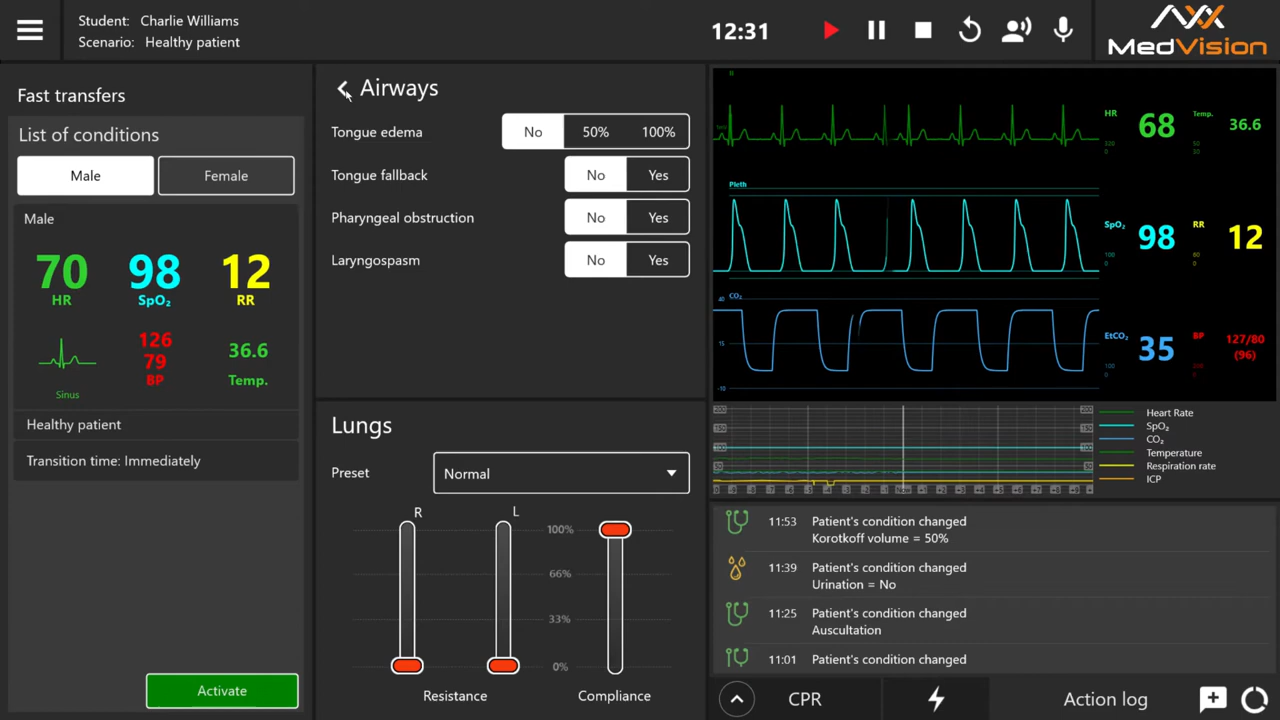 Student: Charlie Williams
Scenario: Healthy patient
12:31
MedVision
Fast transfers
List of conditions
Male Female
Male
70 98 12
HR SpO₂ RR
126
79
BP
36.6
Temp.
Sinus
Healthy patient
Transition time: Immediately
Activate
Airways
Tongue edema No 50% 100%
Tongue fallback No Yes
Pharyngeal obstruction No Yes
Laryngospasm No Yes
Lungs
Preset Normal
R L
100%
66%
33%
0%
Resistance Compliance
II
HR 68 Temp. 36.6
Pleth
SpO₂ 98 RR 12
CO₂
40
15
-10
EtCO₂ 35 BP 127/80
(96)
Heart Rate
SpO₂
CO₂
Temperature
Respiration rate
ICP
11:53 Patient's condition changed
Korotkoff volume = 50%
11:39 Patient's condition changed
Urination = No
11:25 Patient's condition changed
Auscultation
11:01 Patient's condition changed
CPR Action log